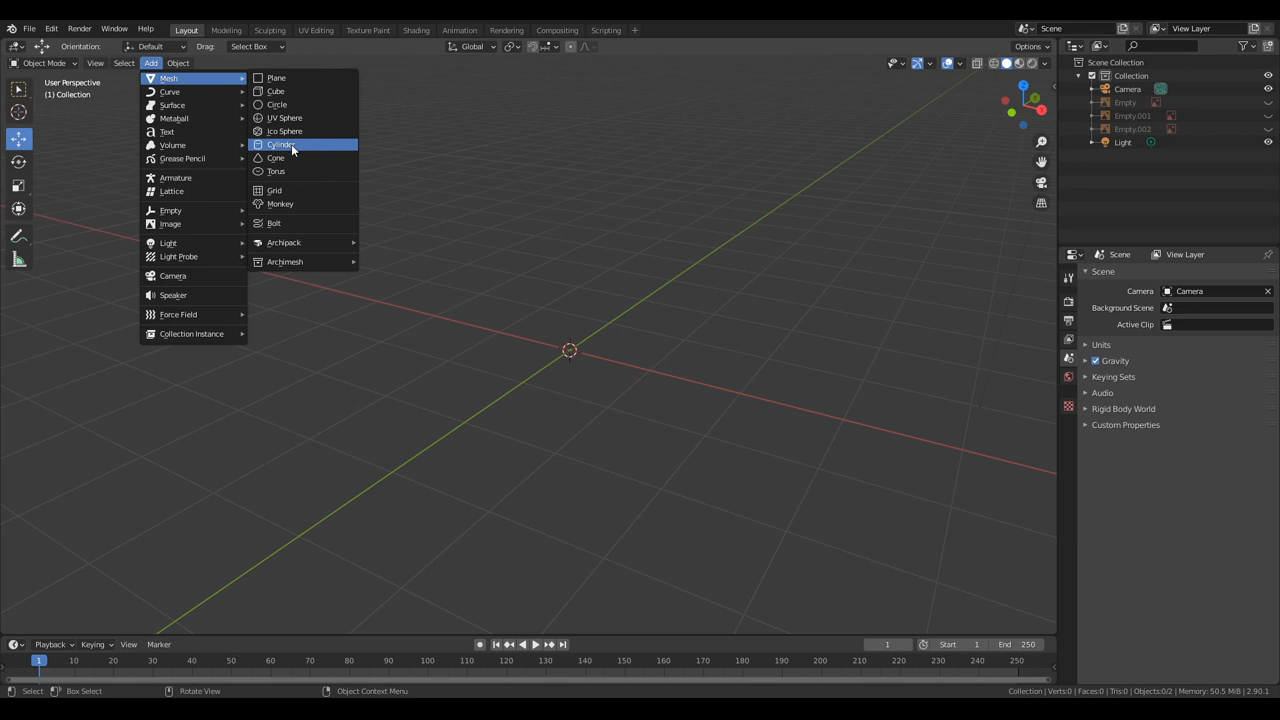 File Edit Render Window Help Layout Modeling Sculpting UV Editing Texture Paint Shading Animation Rendering Compositing Scripting + Scene View Layer
Orientation: Default Drag: Select Box Global Options
Object Mode View Select Add Object
User Perspective
(1) Collection
Mesh
Curve
Surface
Metaball
Text
Volume
Grease Pencil
Armature
Lattice
Empty
Image
Light
Light Probe
Camera
Speaker
Force Field
Collection Instance
Plane
Cube
Circle
UV Sphere
Ico Sphere
Cylinder
Cone
Torus
Grid
Monkey
Bolt
Archipack
Archimesh
X
Y
Z
Scene Collection
Collection
Camera
Empty
Empty.001
Empty.002
Light
Scene View Layer
Scene
Camera Camera
Background Scene
Active Clip
Units
Gravity
Keying Sets
Audio
Rigid Body World
Custom Properties
Playback Keying View Marker 1 Start 1 End 250
1 10 20 30 40 50 60 70 80 90 100 110 120 130 140 150 160 170 180 190 200 210 220 230 240 250
Select Box Select Rotate View Object Context Menu Collection | Verts:0 | Faces:0 | Tris:0 | Objects:0/2 | Memory: 50.5 MiB | 2.90.1